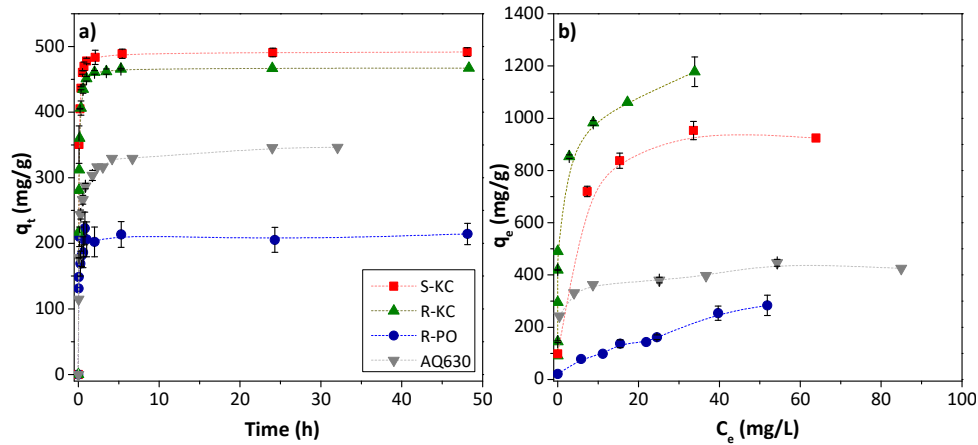 a)
500
400
300
200
100
0
q_t (mg/g)
0 10 20 30 40 50
Time (h)
S-KC
R-KC
R-PO
AQ630
b)
1400
1200
1000
800
600
400
200
0
q_e (mg/g)
0 20 40 60 80 100
C_e (mg/L)